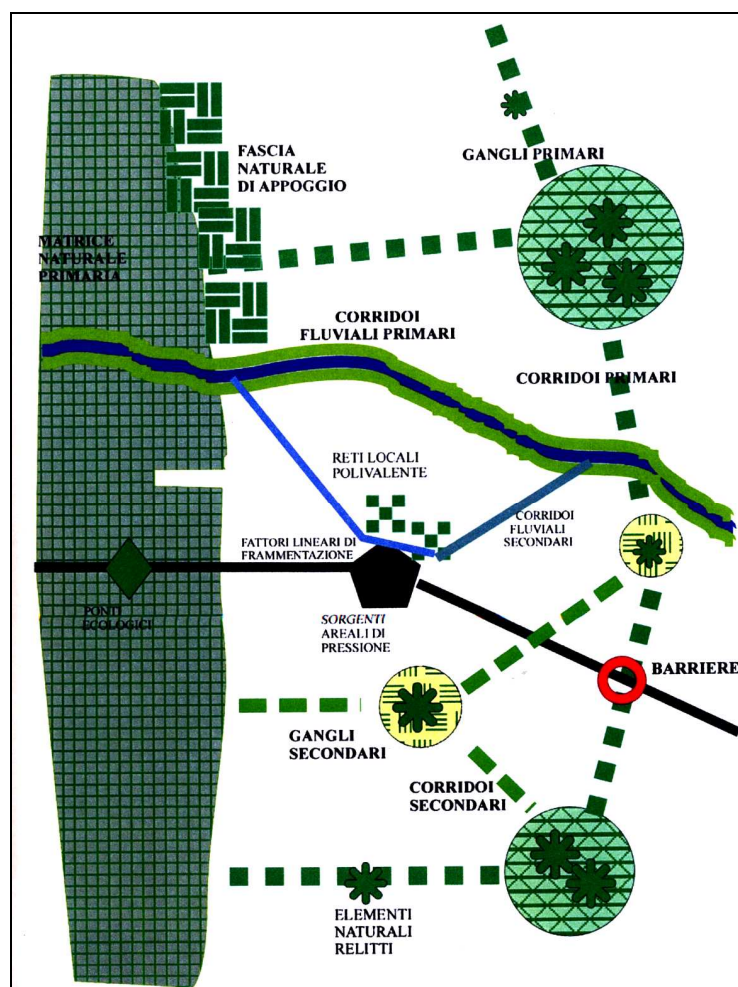 GANGLI PRIMARI
FASCIA
NATURALE
DI APPOGGIO
MATRICE
NATURALE
PRIMARIA
CORRIDOI
FLUVIALI PRIMARI
CORRIDOI PRIMARI
RETI LOCALI
POLIVALENTE
CORRIDOI
FLUVIALI
SECONDARI
FATTORI LINEARI DI
FRAMMENTAZIONE
PONTI
ECOLOGICI
SORGENTI
AREALI DI
PRESSIONE
BARRIERE
GANGLI
SECONDARI
CORRIDOI
SECONDARI
ELEMENTI
NATURALI
RELITTI